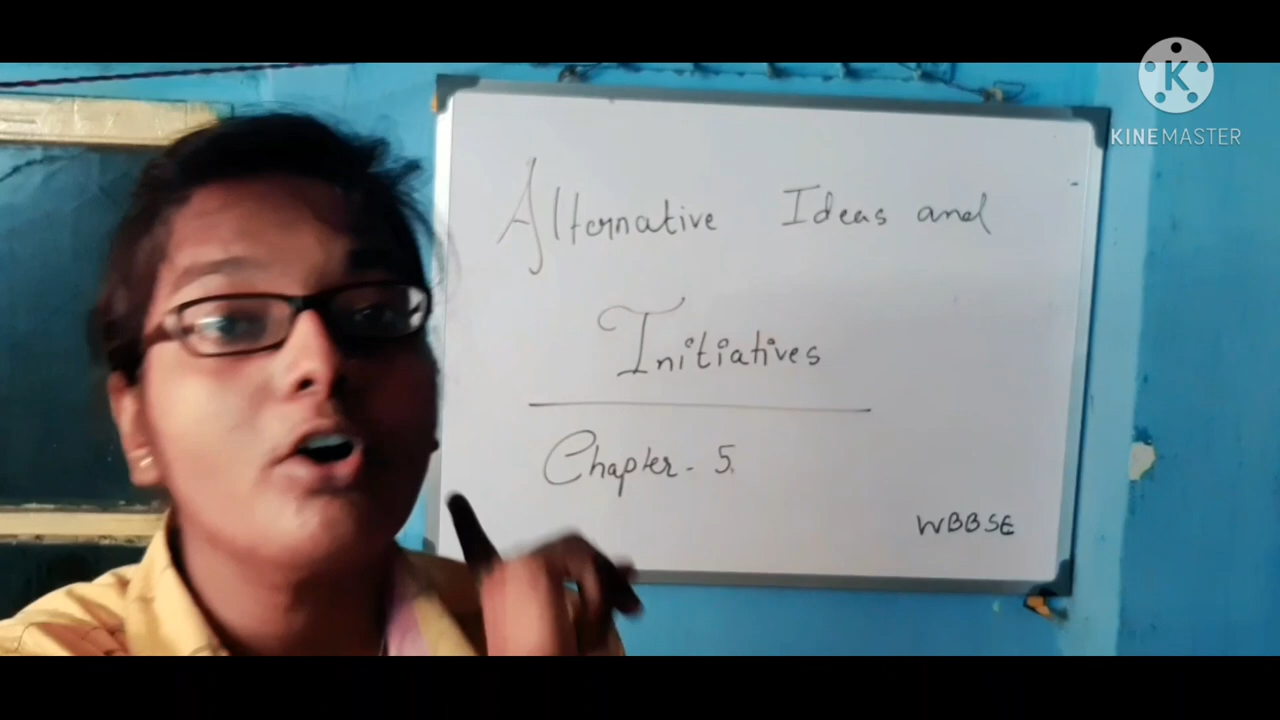 KINEMASTER
Alternative Ideas and
Initiatives
Chapter - 5.
WBBSE